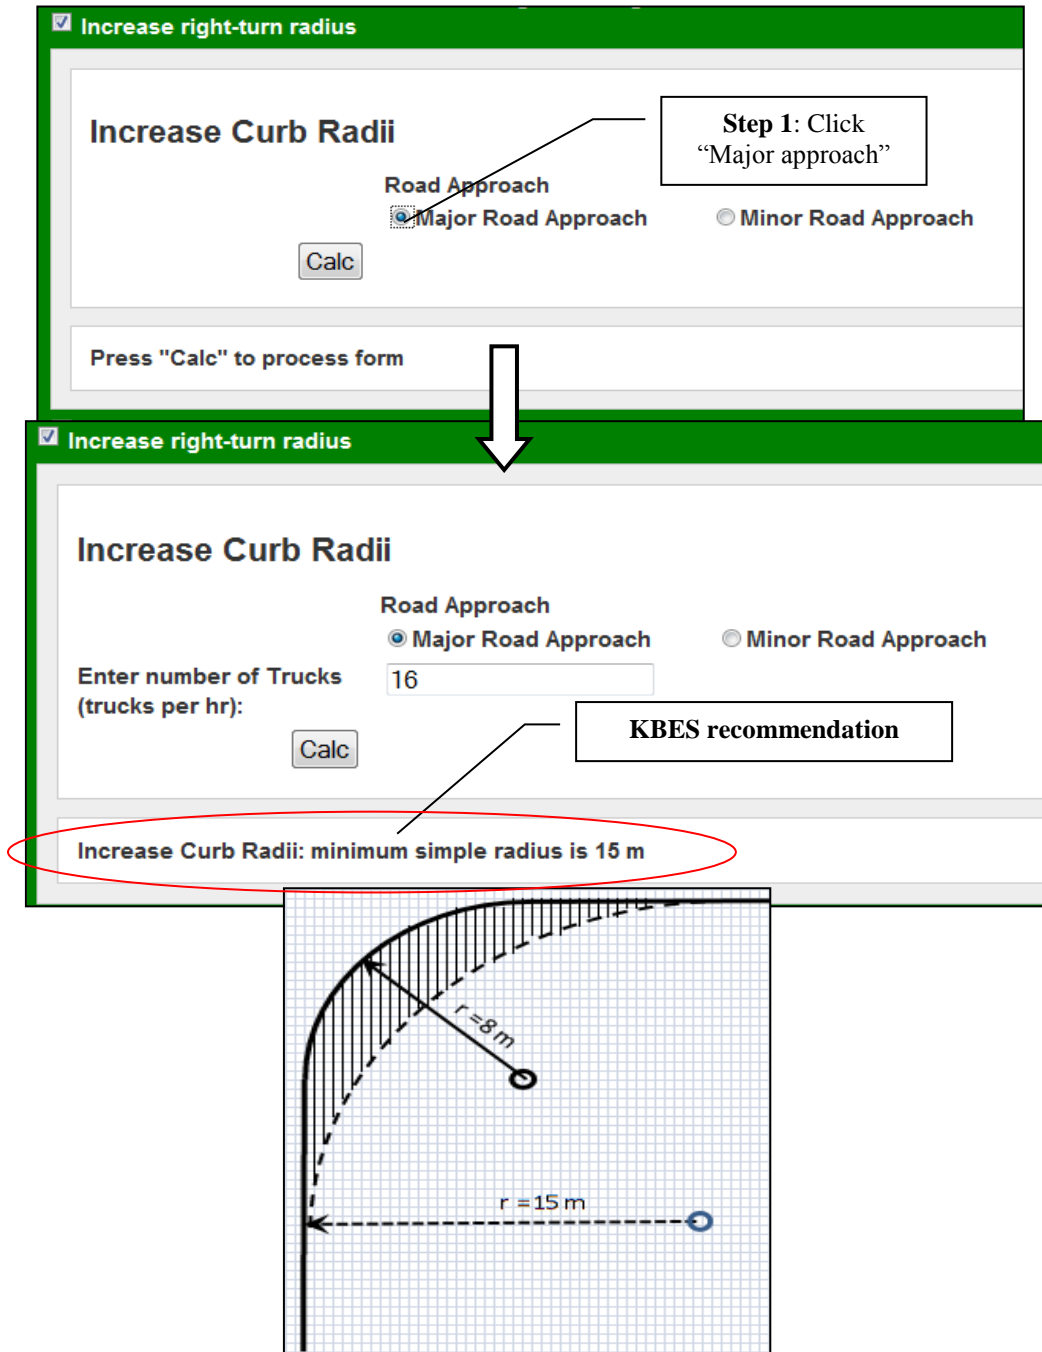 Increase right-turn radius
Increase Curb Radii
Step 1: Click
“Major approach”
Road Approach
Major Road Approach
Minor Road Approach
Calc
Press "Calc" to process form
Increase right-turn radius
Increase Curb Radii
Road Approach
Major Road Approach
Minor Road Approach
Enter number of Trucks
(trucks per hr):
16
KBES recommendation
Calc
Increase Curb Radii: minimum simple radius is 15 m
r =8 m
r =15 m